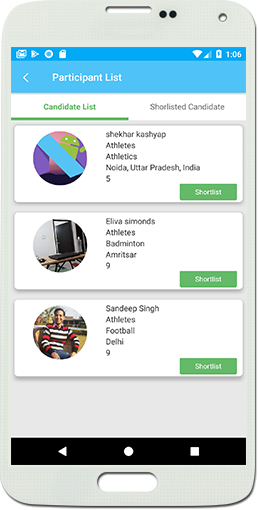 1:06
Participant List
Candidate List
Shorlisted Candidate
shekhar kashyap
Athletes
Athletics
Noida, Uttar Pradesh, India
5
Shortlist
Eliva simonds
Athletes
Badminton
Amritsar
9
Shortlist
Sandeep Singh
Athletes
Football
Delhi
9
Shortlist